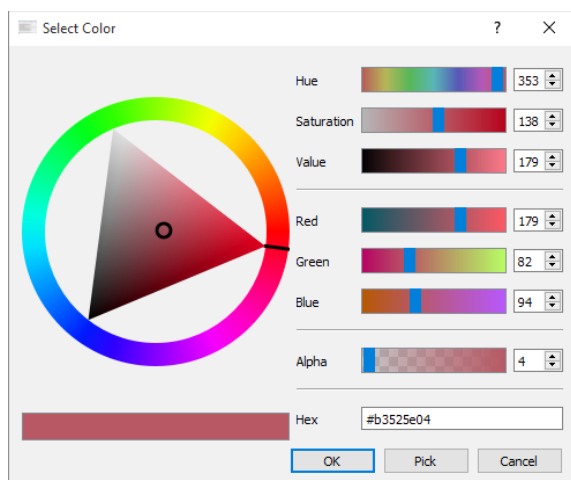 Select Color
?
Hue 353
Saturation 138
Value 179
Red 179
Green 82
Blue 94
Alpha 4
Hex #b3525e04
OK Pick Cancel